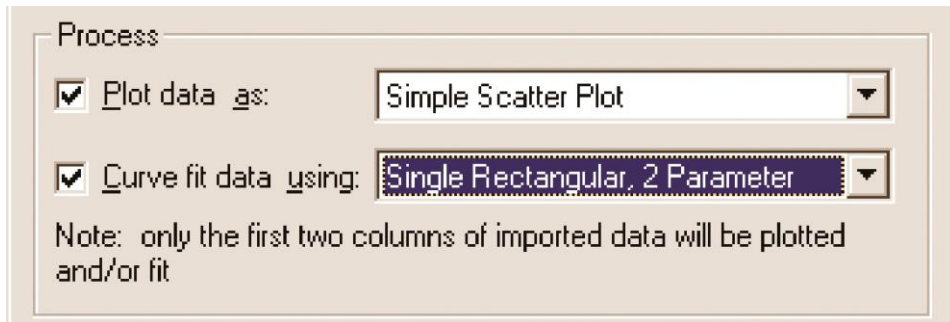 Process
Plot data as: Simple Scatter Plot
Curve fit data using: Single Rectangular, 2 Parameter
Note: only the first two columns of imported data will be plotted
and/or fit